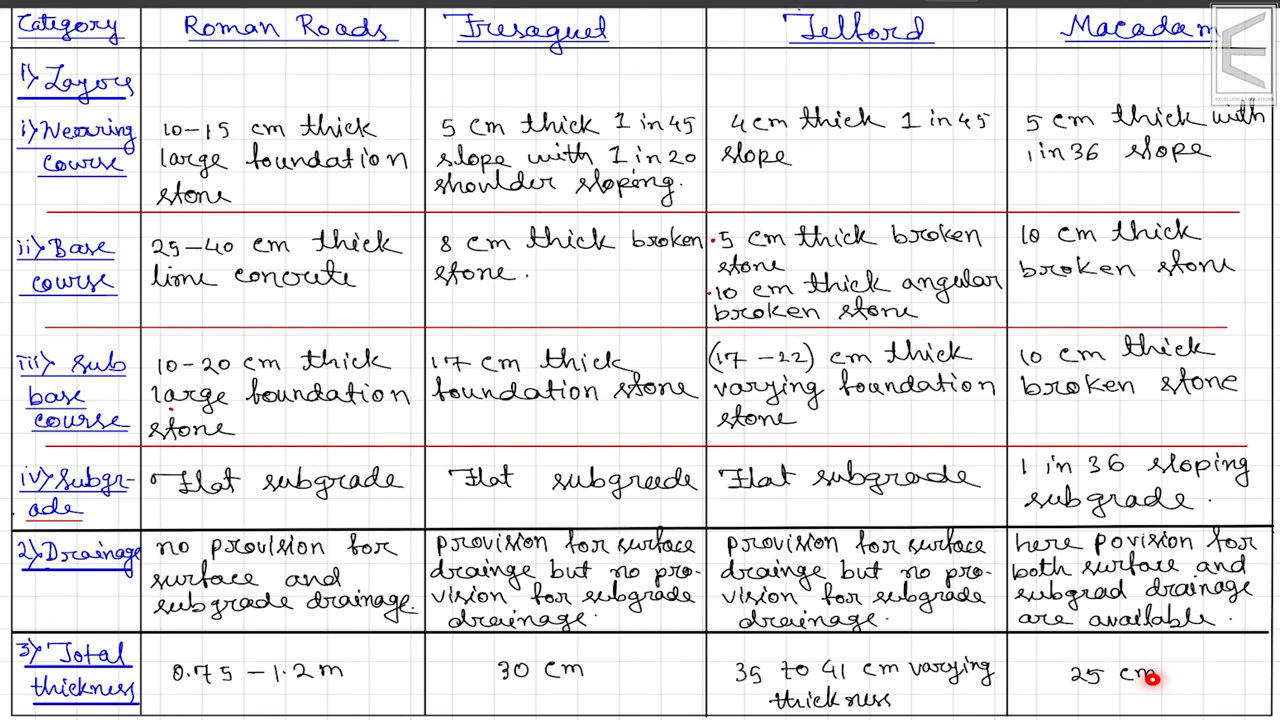 Category Roman Roads Tresaguet Telford Macadam
1) Layers
i) Wearing course
10-15 cm thick
large foundation
stone
5 cm thick 1 in 45
slope with 1 in 20
shoulder sloping.
4 cm thick 1 in 45
slope
5 cm thick with
1 in 36 slope
ii) Base
course
25-40 cm thick
lime concrete
8 cm thick broken
stone.
• 5 cm thick broken
stone
• 10 cm thick angular
broken stone
10 cm thick
broken stone
iii) Sub
base
course
10-20 cm thick
large foundation
stone
17 cm thick
foundation stone
(17-22) cm thick
varying foundation
stone
10 cm thick
broken stone
iv) Subgr-
ade
Flat subgrade
Flat subgrade
Flat subgrade
1 in 36 sloping
subgrade.
2) Drainage
no provision for
surface and
subgrade drainage.
provision for surface
drainge but no pro-
vision for subgrade
drainage.
provision for surface
drainge but no pro-
vision for subgrade
drainage.
here povision for
both surface and
subgrad drainage
are available.
3) Total
thickness
0.75 - 1.2 m
30 cm
35 to 41 cm varying
thickness
25 cm